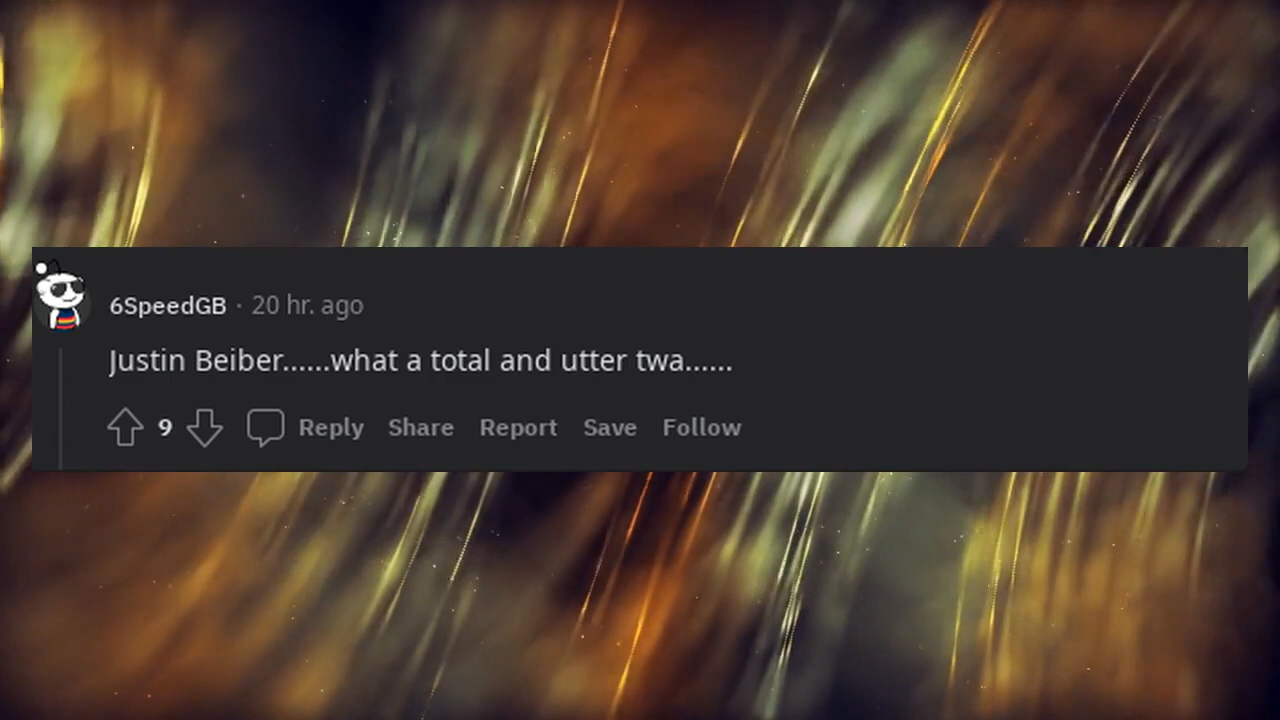 6SpeedGB · 20 hr. ago
Justin Beiber......what a total and utter twa......
9 Reply Share Report Save Follow